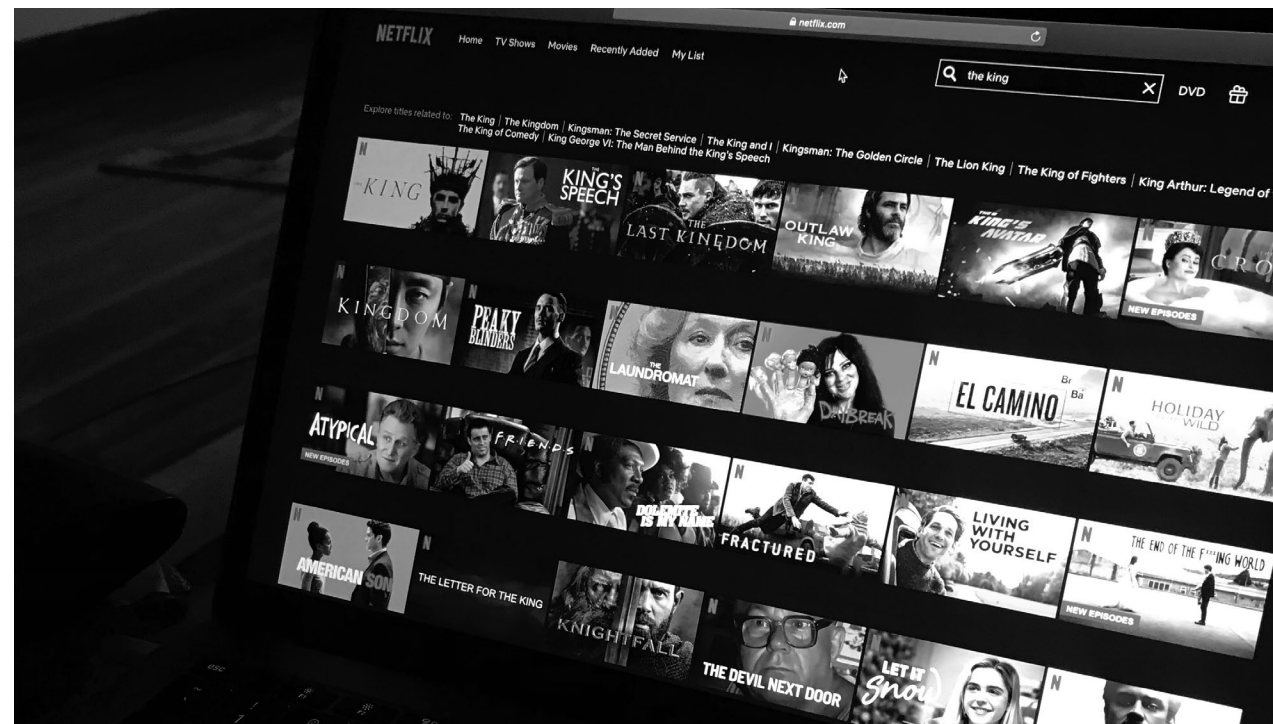 netflix.com
NETFLIX
Home TV Shows Movies Recently Added My List
the king
DVD
Explore titles related to: The King | The Kingdom | Kingsman: The Secret Service | The King and I | Kingsman: The Golden Circle | The Lion King | The King of Fighters | King Arthur: Legend of
The King of Comedy | King George VI: The Man Behind the King's Speech
N
THE KING
THE
KING'S
SPEECH
N
THE
LAST KINGDOM
N
OUTLAW
KING
THE KING'S
AVATAR
N
CRO
NEW EPISODES
N
KINGDOM
N
PEAKY
BLINDERS
N
THE
LAUNDROMAT
N
DAYBREAK
N
EL CAMINO
Br
Ba
N
HOLIDAY
WILD
N
ATYPICAL
NEW EPISODES
F·R·I·E·N·D·S
N
DOLEMITE
IS MY NAME
N
FRACTURED
N
LIVING
WITH
YOURSELF
N
THE END OF THE F***ING WORLD
NEW EPISODES
N
AMERICAN SON
N
THE LETTER FOR THE KING
KNIGHTFALL
N
THE DEVIL NEXT DOOR
N
LET IT
Snow
N
esc